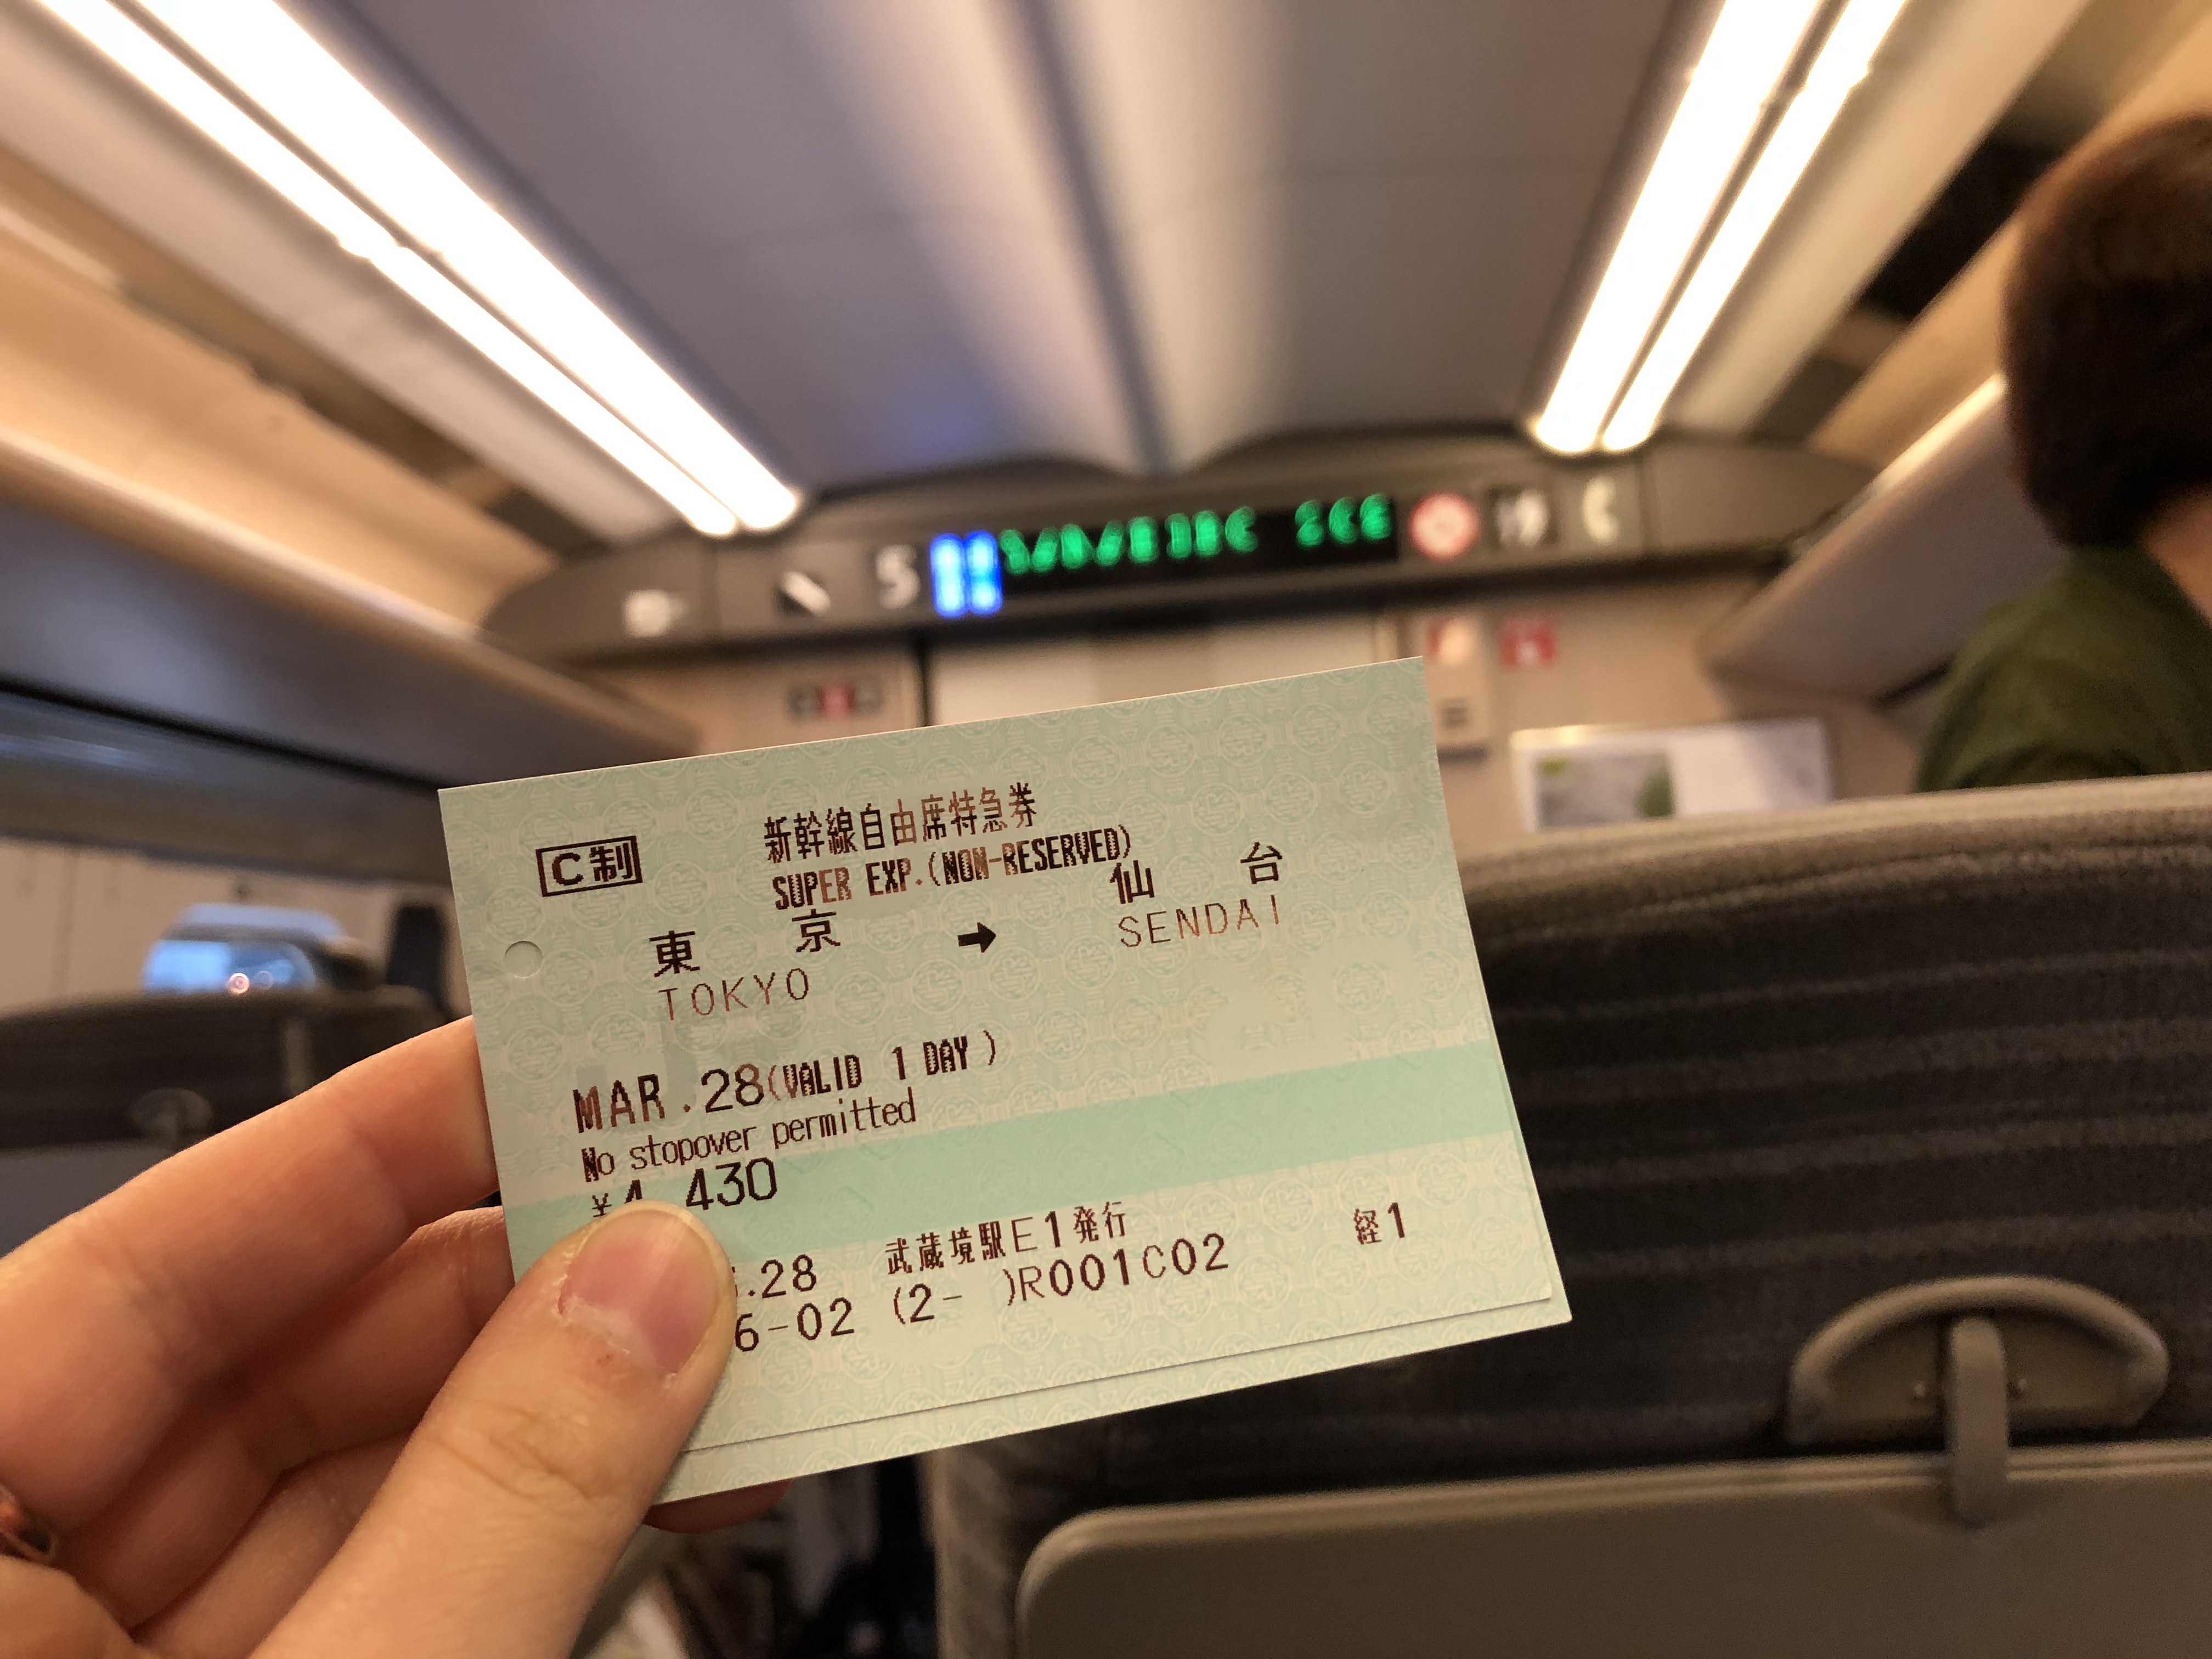 C制
新幹線自由席特急券
SUPER EXP.(NON-RESERVED)
東京 → 仙台
TOKYO SENDAI
MAR.28(VALID 1 DAY )
No stopover permitted
¥4,430
.28 武蔵境駅E1発行 経1
6-02 (2- )R001C02
5